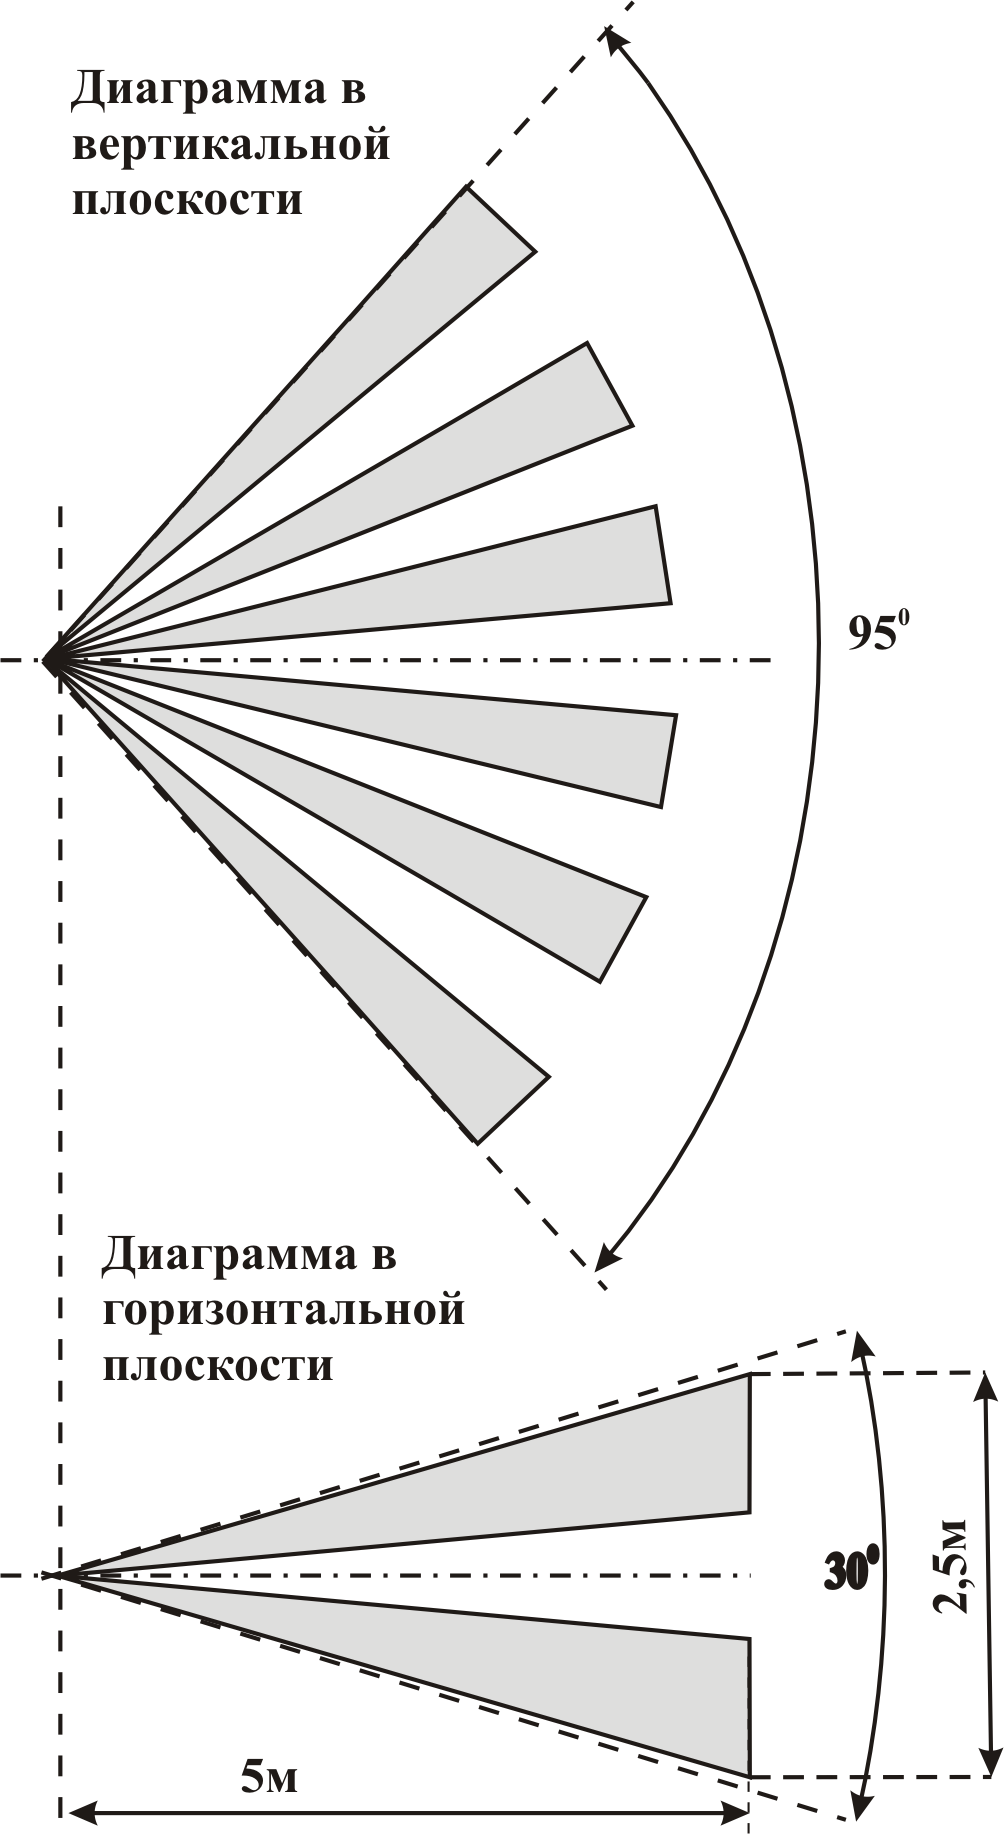 Диаграмма в
вертикальной
плоскости
95⁰
Диаграмма в
горизонтальной
плоскости
30⁰
2,5м
5м